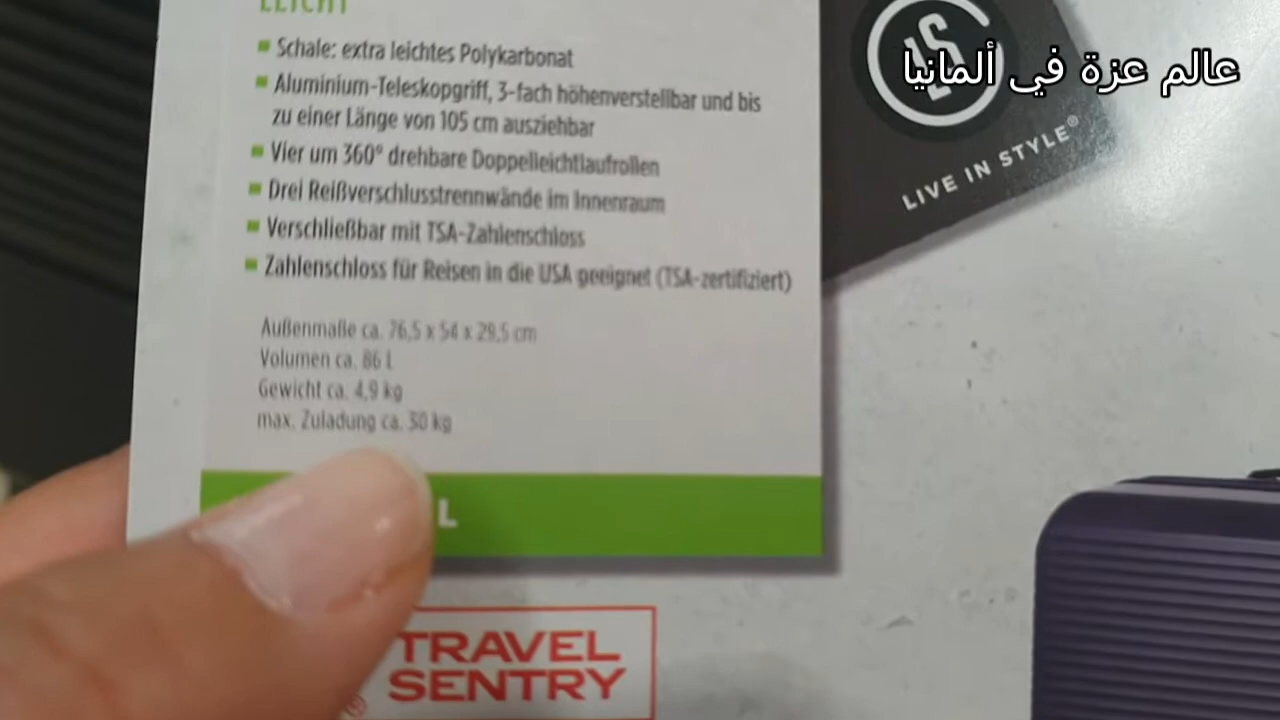 LEICHT
▪ Schale: extra leichtes Polykarbonat
▪ Aluminium-Teleskopgriff, 3-fach höhenverstellbar und bis
zu einer Länge von 105 cm ausziehbar
▪ Vier um 360° drehbare Doppelleichtlaufrollen
▪ Drei Reißverschlusstrennwände im Innenraum
▪ Verschließbar mit TSA-Zahlenschloss
▪ Zahlenschloss für Reisen in die USA geeignet (TSA-zertifiziert)
Außenmaße ca. 76,5 x 54 x 29,5 cm
Volumen ca. 86 l
Gewicht ca. 4,9 kg
max. Zuladung ca. 30 kg
L
TRAVEL
SENTRY
®
عالم عزة في ألمانيا
LIVE IN STYLE®